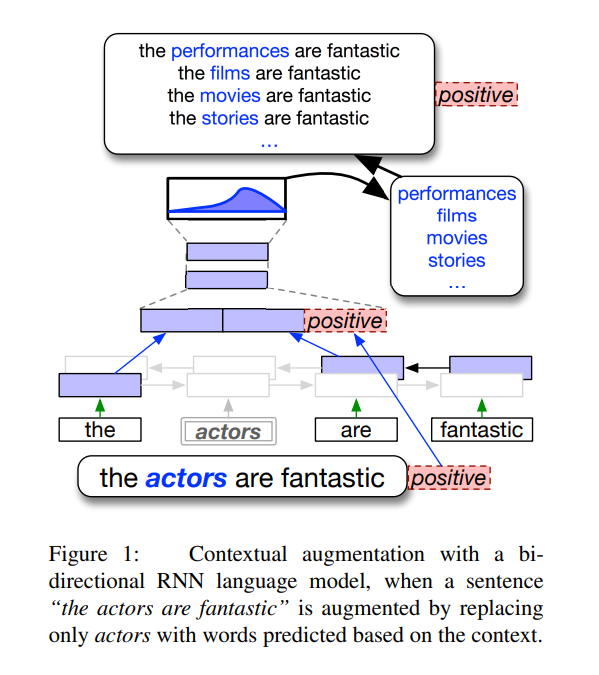 the performances are fantastic
the films are fantastic
the movies are fantastic
the stories are fantastic
...
positive
performances
films
movies
stories
...
positive
the
actors
are
fantastic
the actors are fantastic
positive
Figure 1: Contextual augmentation with a bi-
directional RNN language model, when a sentence
“the actors are fantastic” is augmented by replacing
only actors with words predicted based on the context.